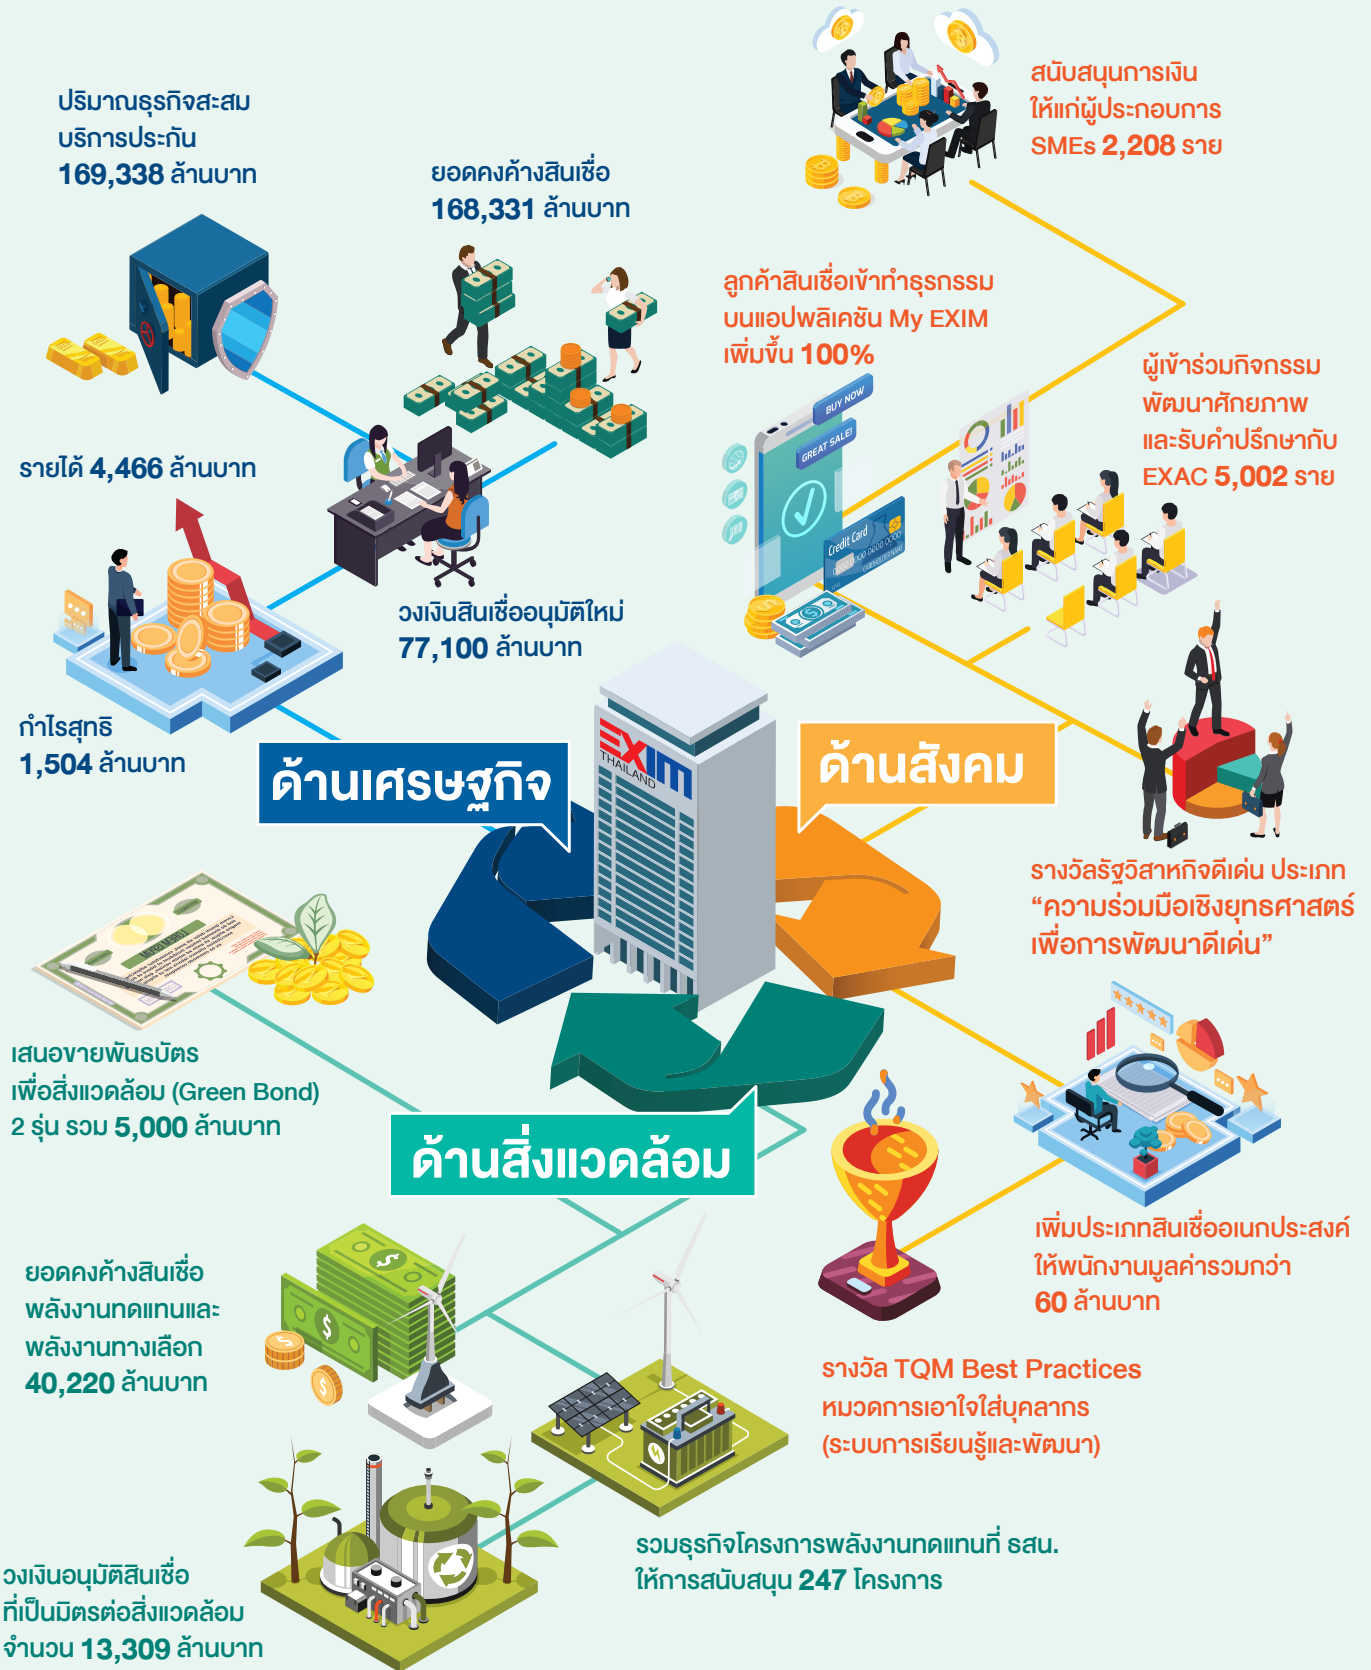 สนับสนุนการเงิน
ให้แก่ผู้ประกอบการ
SMEs 2,208 ราย
ปริมาณธุรกิจสะสม
บริการประกัน
169,338 ล้านบาท
ยอดคงค้างสินเชื่อ
168,331 ล้านบาท
ลูกค้าสินเชื่อเข้าทำธุรกรรม
บนแอปพลิเคชัน My EXIM
เพิ่มขึ้น 100%
ผู้เข้าร่วมกิจกรรม
พัฒนาศักยภาพ
และรับคำปรึกษากับ
EXAC 5,002 ราย
BUY NOW
GREAT SALE!
Credit Card
รายได้ 4,466 ล้านบาท
วงเงินสินเชื่ออนุมัติใหม่
77,100 ล้านบาท
กำไรสุทธิ
1,504 ล้านบาท
ด้านเศรษฐกิจ
EXIM
THAILAND
ด้านสังคม
รางวัลรัฐวิสาหกิจดีเด่น ประเภท
“ความร่วมมือเชิงยุทธศาสตร์
เพื่อการพัฒนาดีเด่น”
เสนอขายพันธบัตร
เพื่อสิ่งแวดล้อม (Green Bond)
2 รุ่น รวม 5,000 ล้านบาท
ด้านสิ่งแวดล้อม
เพิ่มประเภทสินเชื่ออเนกประสงค์
ให้พนักงานมูลค่ารวมกว่า
60 ล้านบาท
ยอดคงค้างสินเชื่อ
พลังงานทดแทนและ
พลังงานทางเลือก
40,220 ล้านบาท
รางวัล TQM Best Practices
หมวดการเอาใจใส่บุคลากร
(ระบบการเรียนรู้และพัฒนา)
รวมธุรกิจโครงการพลังงานทดแทนที่ ธสน.
ให้การสนับสนุน 247 โครงการ
วงเงินอนุมัติสินเชื่อ
ที่เป็นมิตรต่อสิ่งแวดล้อม
จำนวน 13,309 ล้านบาท